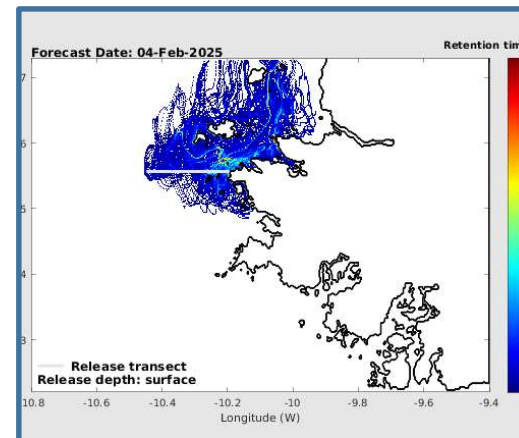 Forecast Date: 04-Feb-2025
Retention tim
7
6
5
4
3
Release transect
Release depth: surface
10.8
-10.6
-10.4
-10.2
-10
-9.8
-9.6
-9.4
Longitude (W)